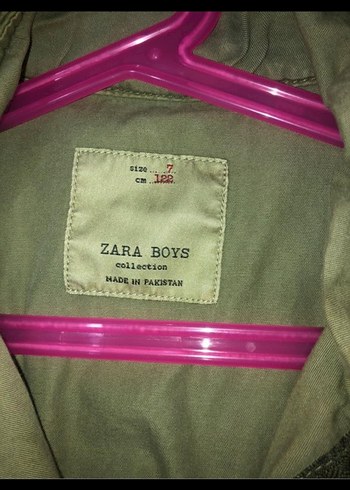 size....7..
cm ..122
ZARA BOYS
collection
MADE IN PAKISTAN